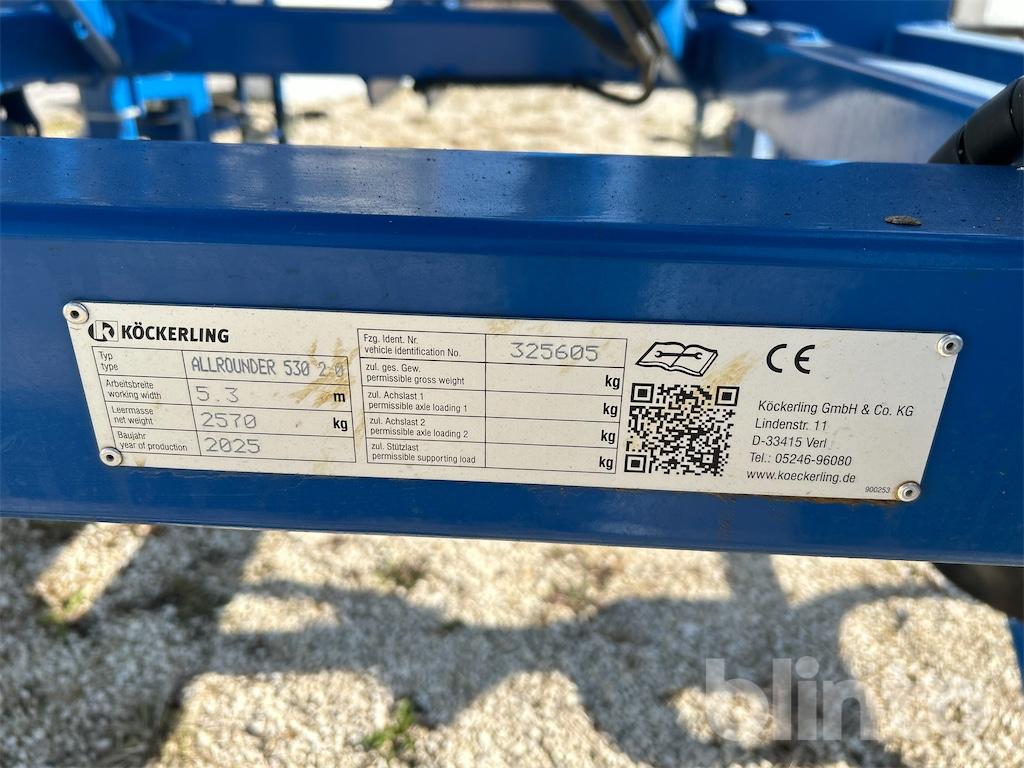 KÖCKERLING
Typ
type
ALLROUNDER 530 2.0
Arbeitsbreite
working width
5.3 m
Leermasse
net weight
2570 kg
Baujahr
year of production
2025
Fzg. Ident. Nr.
vehicle identification No.
325605
zul. ges. Gew.
permissible gross weight
kg
zul. Achslast 1
permissible axle loading 1
kg
zul. Achslast 2
permissible axle loading 2
kg
zul. Stützlast
permissible supporting load
kg
CE
Köckerling GmbH & Co. KG
Lindenstr. 11
D-33415 Verl
Tel.: 05246-96080
www.koeckerling.de
900253
blinto